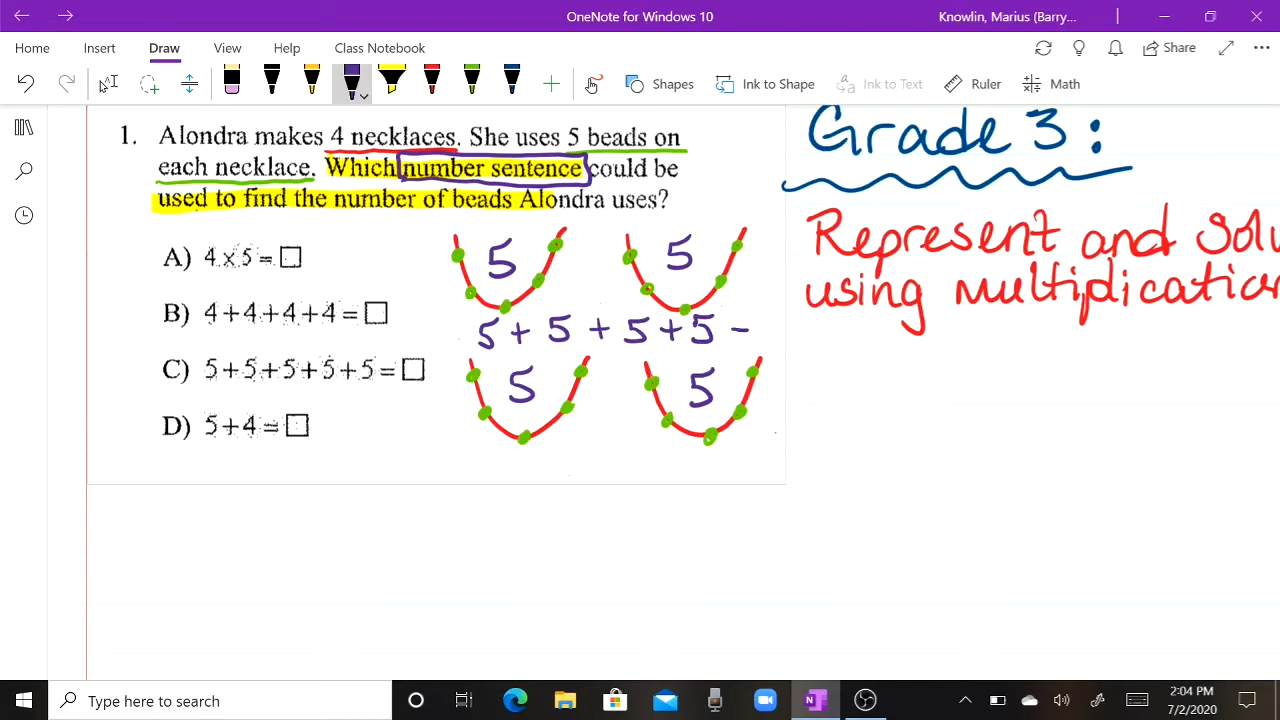 OneNote for Windows 10
Knowlin, Marius (Barry...
Home Insert Draw View Help Class Notebook
Share
Shapes Ink to Shape Ink to Text Ruler Math
1. Alondra makes 4 necklaces. She uses 5 beads on
each necklace. Which number sentence could be
used to find the number of beads Alondra uses?
A) 4 × 5 = □
B) 4 + 4 + 4 + 4 = □
C) 5 + 5 + 5 + 5 + 5 = □
D) 5 + 4 = □
5 5
5 + 5 + 5 + 5 -
5 5
Grade 3:
Represent and Solv
using multiplication
Type here to search
2:04 PM
7/2/2020